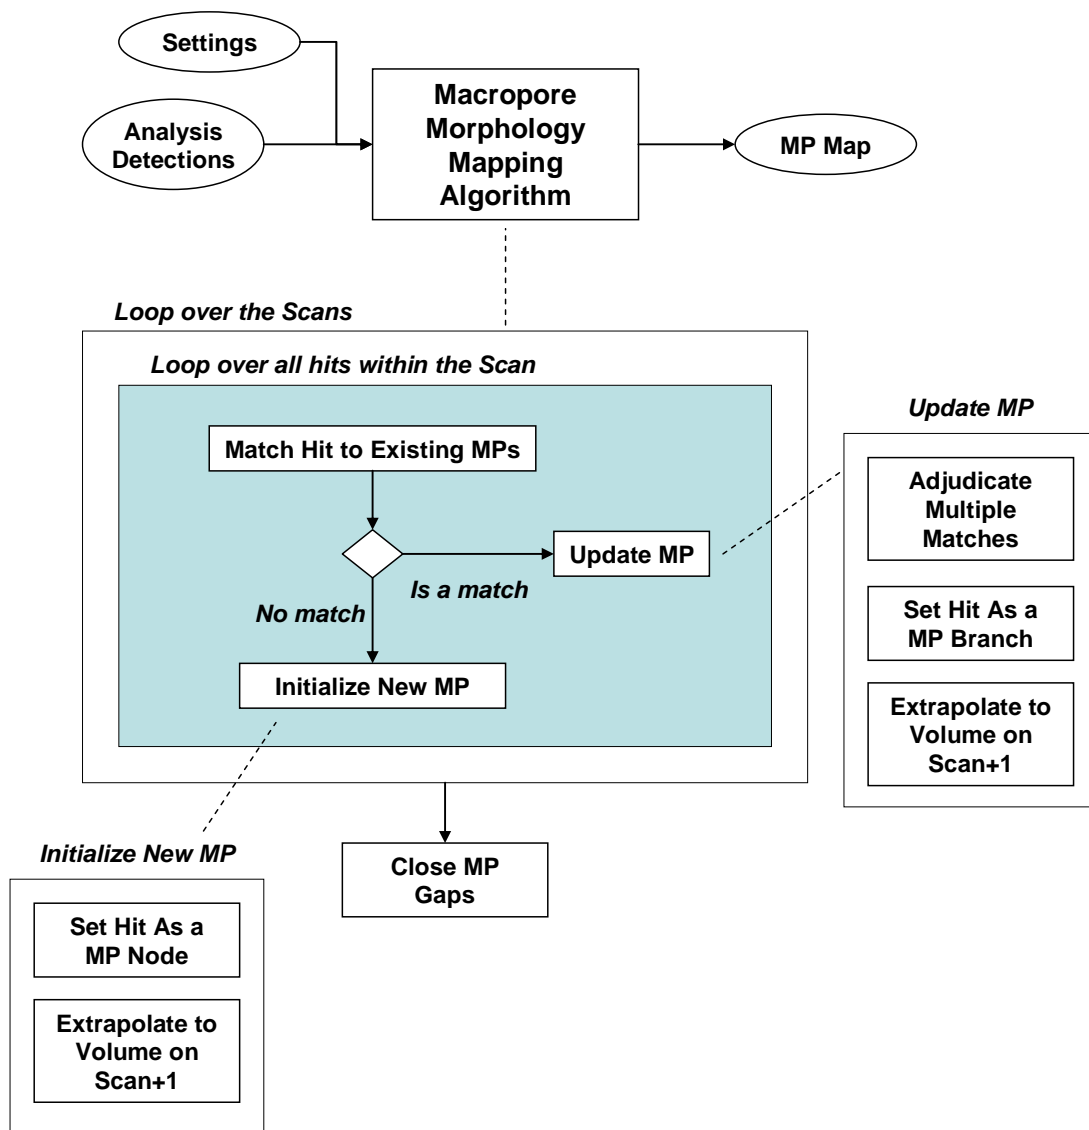 Settings
Analysis
Detections
Macropore
Morphology
Mapping
Algorithm
MP Map
Loop over the Scans
Loop over all hits within the Scan
Match Hit to Existing MPs
Update MP
Is a match
No match
Initialize New MP
Update MP
Adjudicate
Multiple
Matches
Set Hit As a
MP Branch
Extrapolate to
Volume on
Scan+1
Close MP
Gaps
Initialize New MP
Set Hit As a
MP Node
Extrapolate to
Volume on
Scan+1